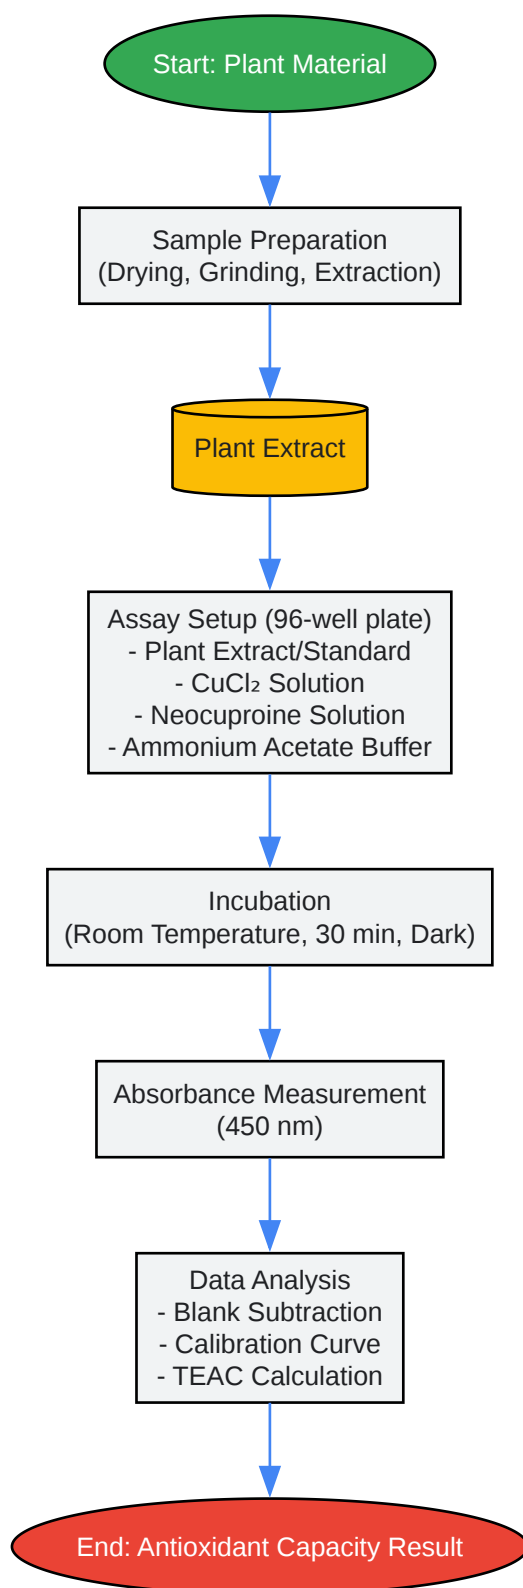 Start: Plant Material
Sample Preparation
(Drying, Grinding, Extraction)
Plant Extract
Assay Setup (96-well plate)
- Plant Extract/Standard
- CuCl₂ Solution
- Neocuproine Solution
- Ammonium Acetate Buffer
Incubation
(Room Temperature, 30 min, Dark)
Absorbance Measurement
(450 nm)
Data Analysis
- Blank Subtraction
- Calibration Curve
- TEAC Calculation
End: Antioxidant Capacity Result